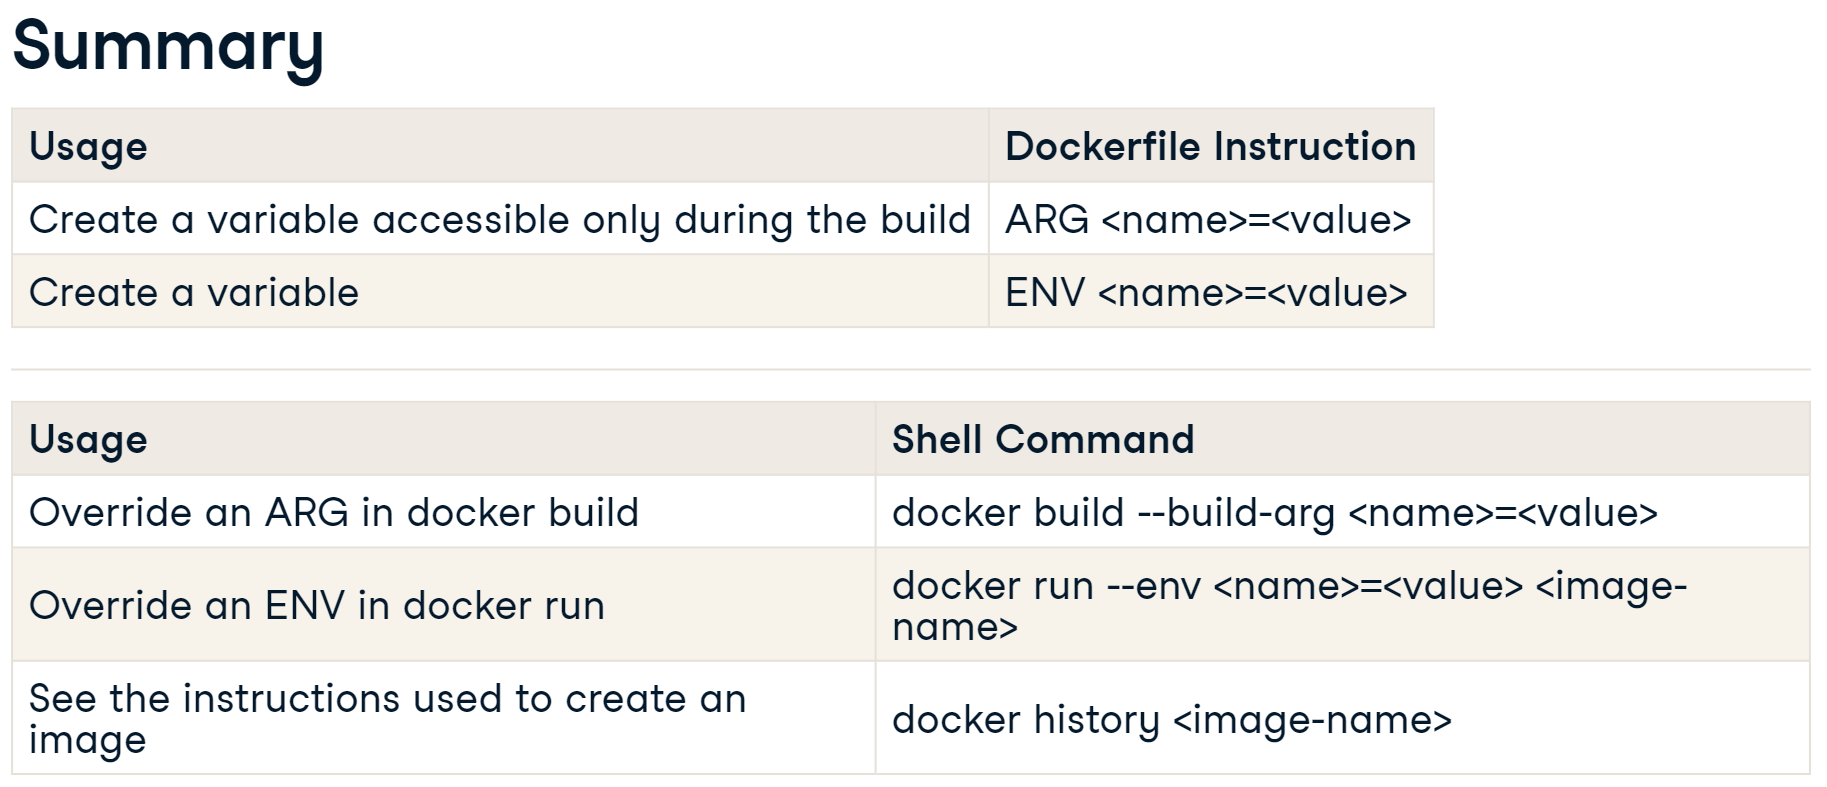 Summary
Usage Dockerfile Instruction
Create a variable accessible only during the build ARG <name>=<value>
Create a variable ENV <name>=<value>
Usage Shell Command
Override an ARG in docker build docker build --build-arg <name>=<value>
Override an ENV in docker run docker run --env <name>=<value> <image-
name>
See the instructions used to create an
image docker history <image-name>